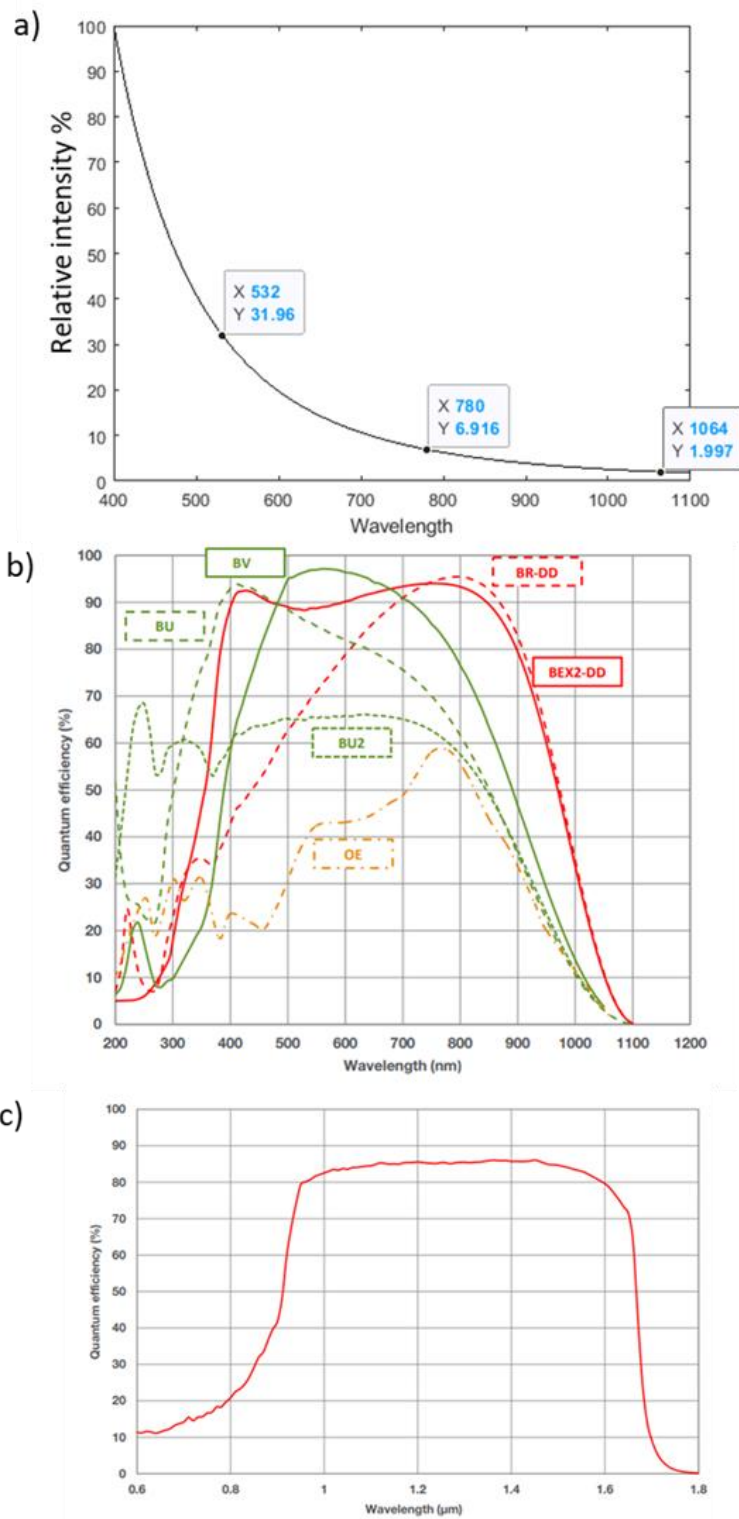 a)
Relative intensity %
100
90
80
70
60
50
40
30
20
10
0
X 532
Y 31.96
X 780
Y 6.916
X 1064
Y 1.997
400 500 600 700 800 900 1000 1100
Wavelength
b)
Quantum efficiency (%)
100
90
80
70
60
50
40
30
20
10
0
BV
BU
BR-DD
BEX2-DD
BU2
OE
200 300 400 500 600 700 800 900 1000 1100 1200
Wavelength (nm)
c)
Quantum efficiency (%)
100
90
80
70
60
50
40
30
20
10
0
0.6 0.8 1 1.2 1.4 1.6 1.8
Wavelength (µm)